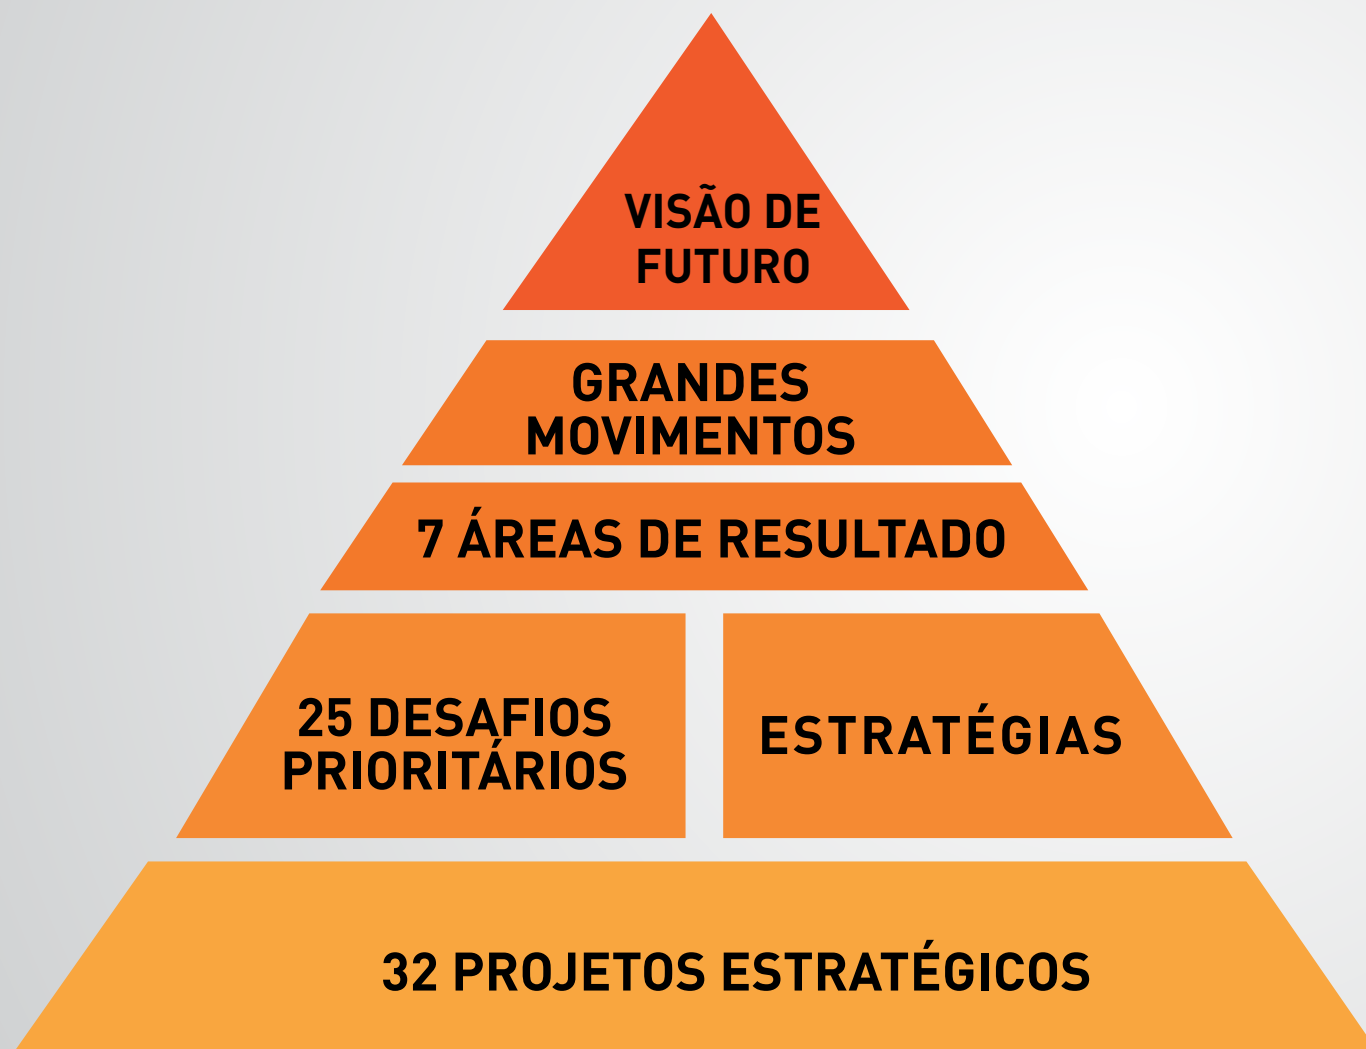 VISÃO DE
FUTURO
GRANDES
MOVIMENTOS
7 ÁREAS DE RESULTADO
25 DESAFIOS
PRIORITÁRIOS
ESTRATÉGIAS
32 PROJETOS ESTRATÉGICOS